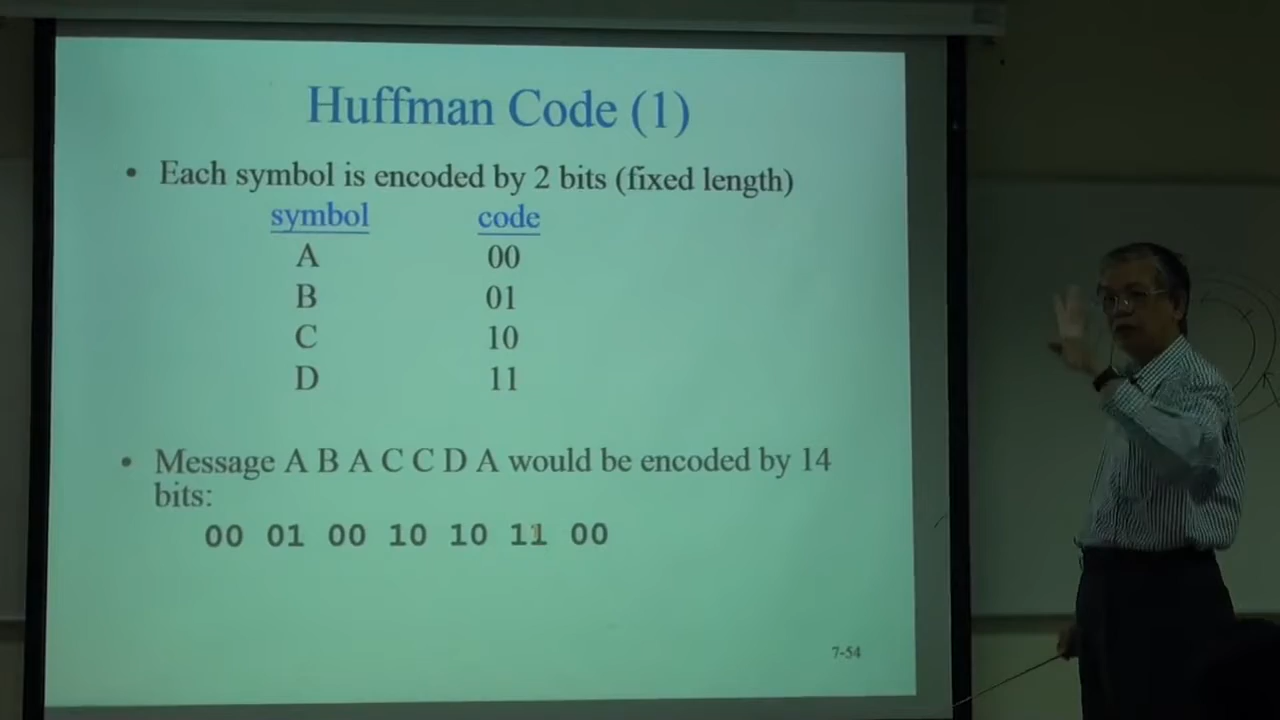 Huffman Code (1)
• Each symbol is encoded by 2 bits (fixed length)
symbol code
A 00
B 01
C 10
D 11
• Message A B A C C D A would be encoded by 14
bits:
00 01 00 10 10 11 00
7-54